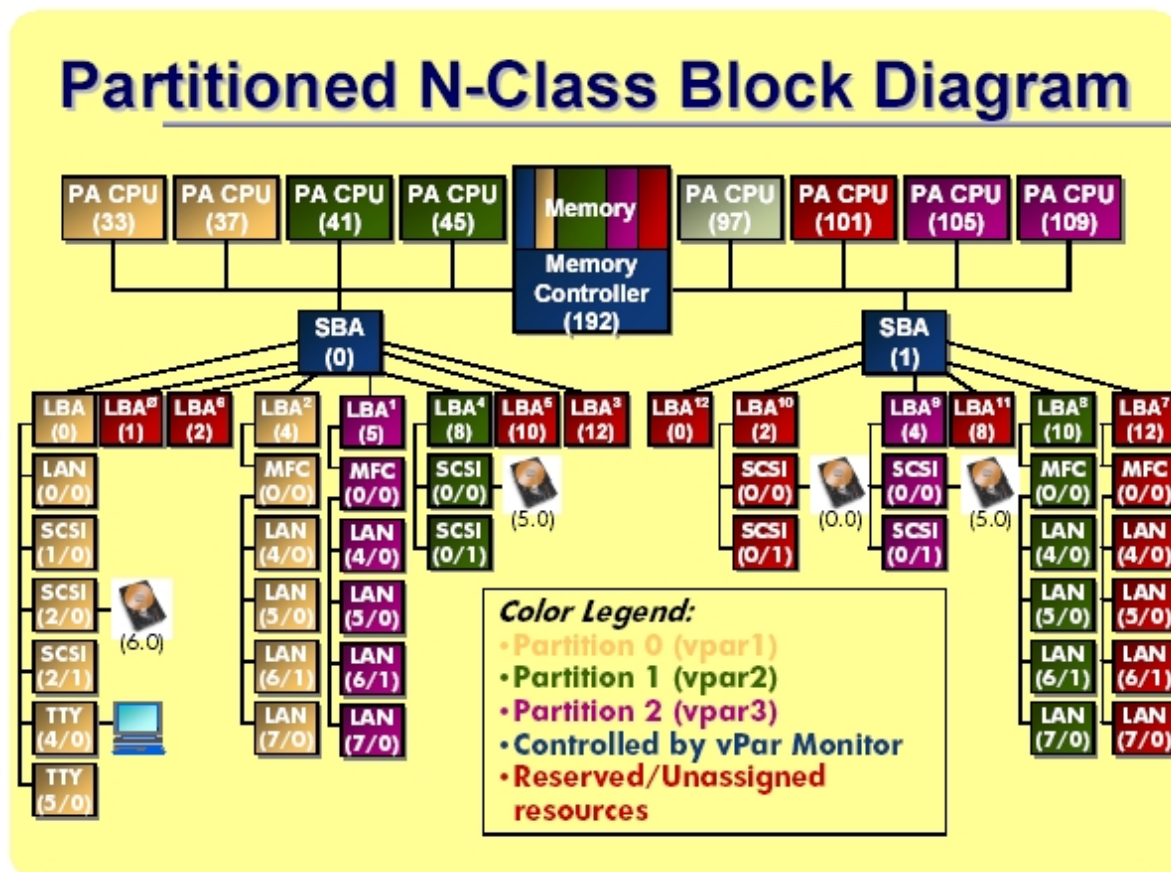 Partitioned N-Class Block Diagram
PA CPU
(33)
PA CPU
(37)
PA CPU
(41)
PA CPU
(45)
Memory
Memory
Controller
(192)
PA CPU
(97)
PA CPU
(101)
PA CPU
(105)
PA CPU
(109)
SBA
(0)
SBA
(1)
LBA
(0)
LBA⁰
(1)
LBA⁶
(2)
LBA²
(4)
LBA¹
(5)
LBA⁴
(8)
LBA⁵
(10)
LBA³
(12)
LBA¹²
(0)
LBA¹⁰
(2)
LBA⁹
(4)
LBA¹¹
(8)
LBA⁸
(10)
LBA⁷
(12)
LAN
(0/0)
SCSI
(1/0)
SCSI
(2/0)
(6.0)
SCSI
(2/1)
TTY
(4/0)
TTY
(5/0)
MFC
(0/0)
LAN
(4/0)
LAN
(5/0)
LAN
(6/1)
LAN
(7/0)
MFC
(0/0)
LAN
(4/0)
LAN
(5/0)
LAN
(6/1)
LAN
(7/0)
SCSI
(0/0)
(5.0)
SCSI
(0/1)
SCSI
(0/0)
(0.0)
SCSI
(0/1)
SCSI
(0/0)
(5.0)
SCSI
(0/1)
MFC
(0/0)
LAN
(4/0)
LAN
(5/0)
LAN
(6/1)
LAN
(7/0)
MFC
(0/0)
LAN
(4/0)
LAN
(5/0)
LAN
(6/1)
LAN
(7/0)
Color Legend:
•Partition 0 (vpar1)
•Partition 1 (vpar2)
•Partition 2 (vpar3)
•Controlled by vPar Monitor
•Reserved/Unassigned
resources